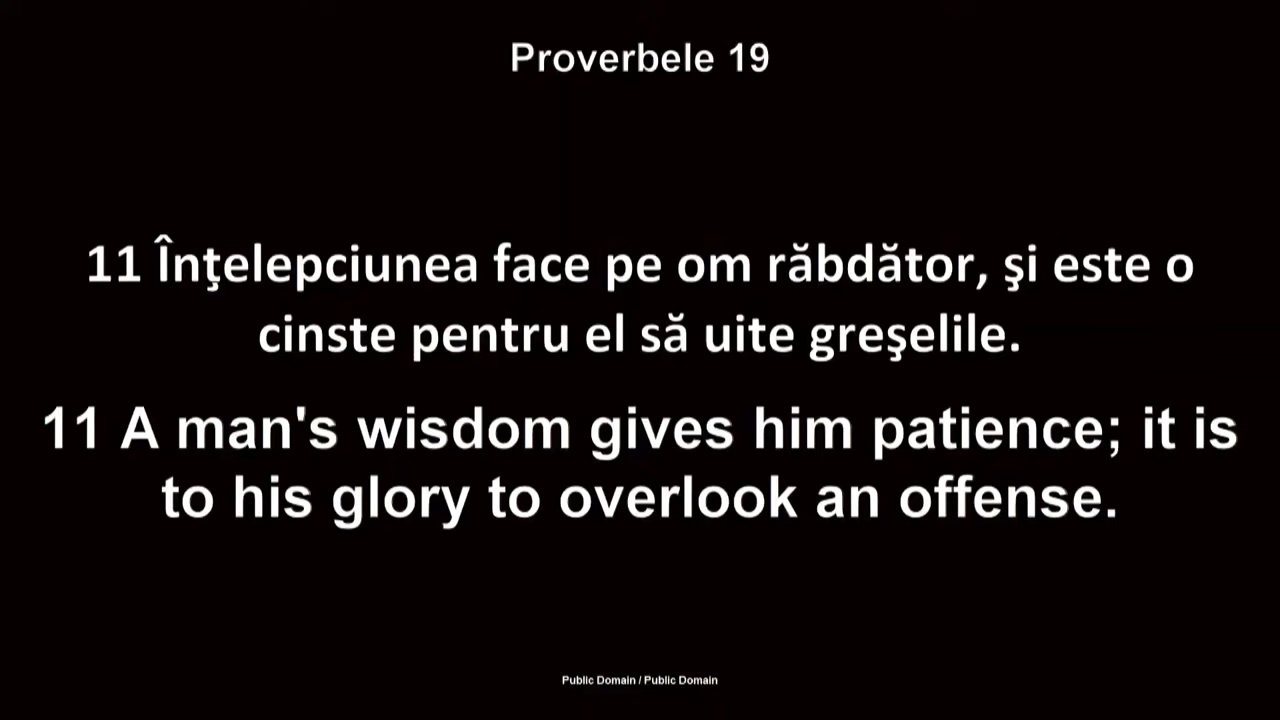 Proverbele 19
11 Înţelepciunea face pe om răbdător, şi este o
cinste pentru el să uite greşelile.
11 A man's wisdom gives him patience; it is
to his glory to overlook an offense.
Public Domain / Public Domain